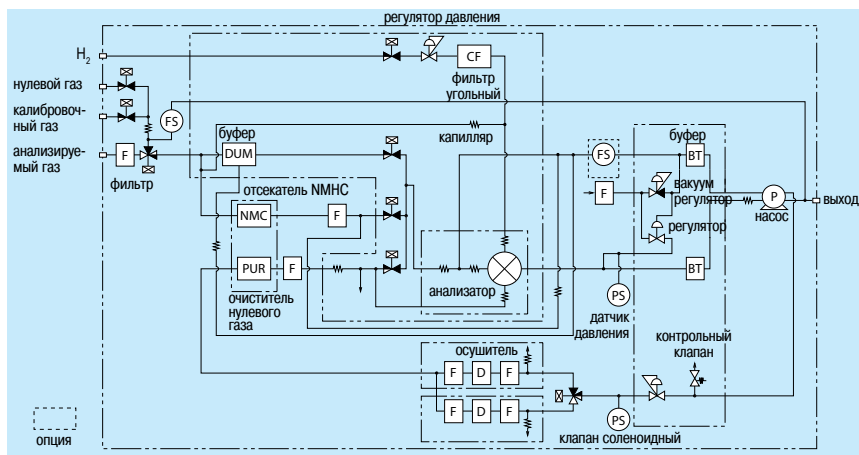 регулятор давления
H2
CF
фильтр
угольный
нулевой газ
калибровоч-
ный газ
FS
капилляр
анализируе-
мый газ
F
фильтр
буфер
DUM
буфер
FS
BT
F
вакуум
регулятор
P
насос
выход
отсекатель NMHC
NMC
F
регулятор
PUR
F
анализатор
BT
очиститель
нулевого
газа
PS
датчик
давления
контрольный
клапан
осушитель
F
D
F
F
D
F
PS
клапан соленоидный
опция